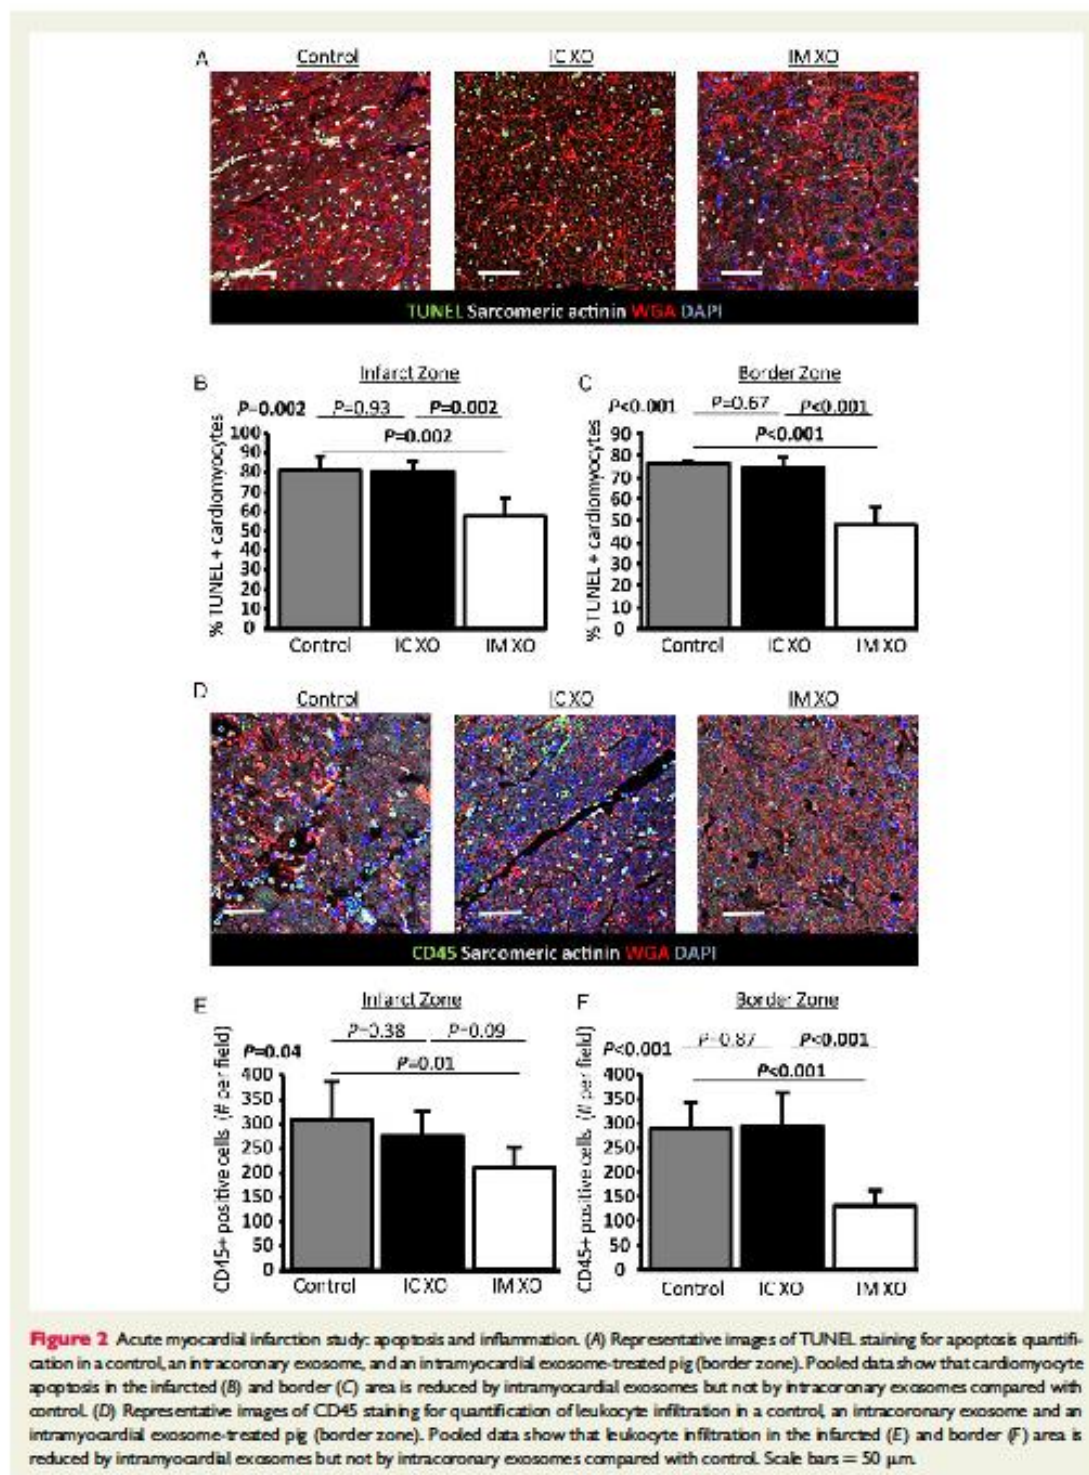 A Control IC XO IM XO
TUNEL Sarcomeric actinin WGA DAPI
B Infarct Zone
P=0.002 P=0.93 P=0.002
P=0.002
% TUNEL + cardiomyocytes
100
90
80
70
60
50
40
30
20
10
0
Control IC XO IM XO
C Border Zone
P<0.001 P=0.67 P<0.001
P<0.001
% TUNEL + cardiomyocytes
90
80
70
60
50
40
30
20
10
0
Control IC XO IM XO
D Control IC XO IM XO
CD45 Sarcomeric actinin WGA DAPI
E Infarct Zone
P=0.38 P=0.09
P=0.04
P=0.01
CD45+ positive cells (# per field)
400
350
300
250
200
150
100
50
0
Control IC XO IM XO
F Border Zone
P=0.87 P<0.001
P<0.001
P<0.001
CD45+ positive cells (# per field)
400
350
300
250
200
150
100
50
0
Control IC XO IM XO
Figure 2 Acute myocardial infarction study: apoptosis and inflammation. (A) Representative images of TUNEL staining for apoptosis quantifi-
cation in a control, an intracoronary exosome, and an intramyocardial exosome-treated pig (border zone). Pooled data show that cardiomyocyte
apoptosis in the infarcted (B) and border (C) area is reduced by intramyocardial exosomes but not by intracoronary exosomes compared with
control. (D) Representative images of CD45 staining for quantification of leukocyte infiltration in a control, an intracoronary exosome and an
intramyocardial exosome-treated pig (border zone). Pooled data show that leukocyte infiltration in the infarcted (E) and border (F) area is
reduced by intramyocardial exosomes but not by intracoronary exosomes compared with control. Scale bars = 50 μm.